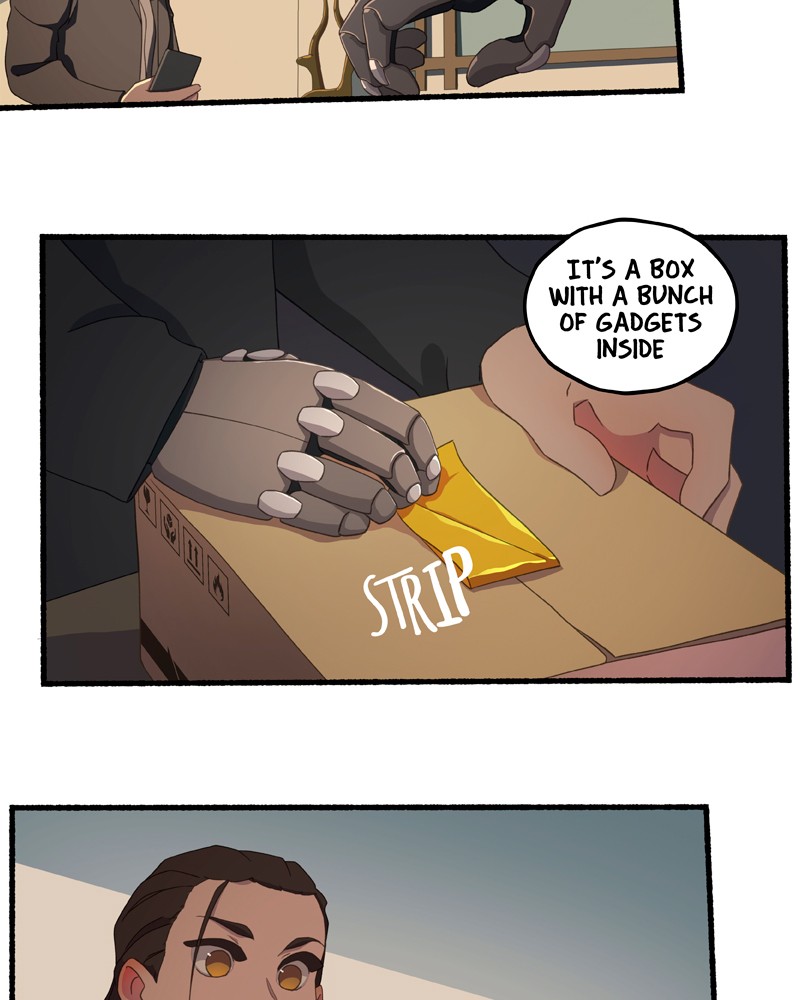 IT'S A BOX
WITH A BUNCH
OF GADGETS
INSIDE
STRIP